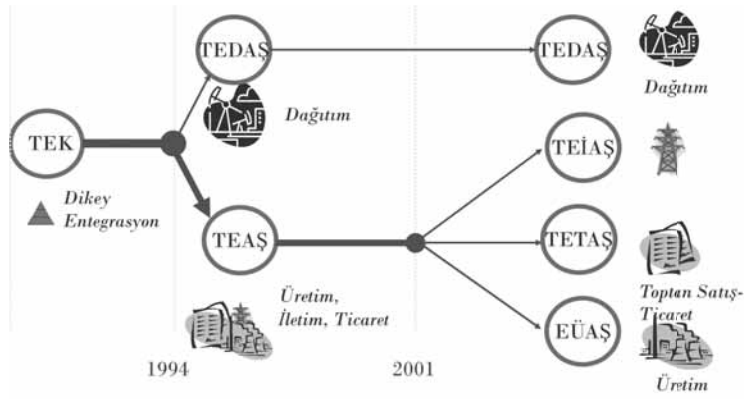 TEDAŞ
TEDAŞ
Dağıtım
Dağıtım
TEK
TEİAŞ
Dikey
Entegrasyon
TEAŞ
TETAŞ
Üretim,
İletim, Ticaret
Toptan Satış-
Ticaret
EÜAŞ
Üretim
1994
2001